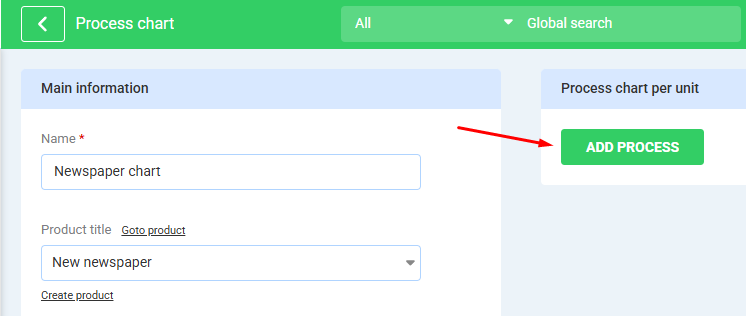 Process chart
All
Global search
Main information
Name *
Newspaper chart
Product title Goto product
New newspaper
Create product
Process chart per unit
ADD PROCESS